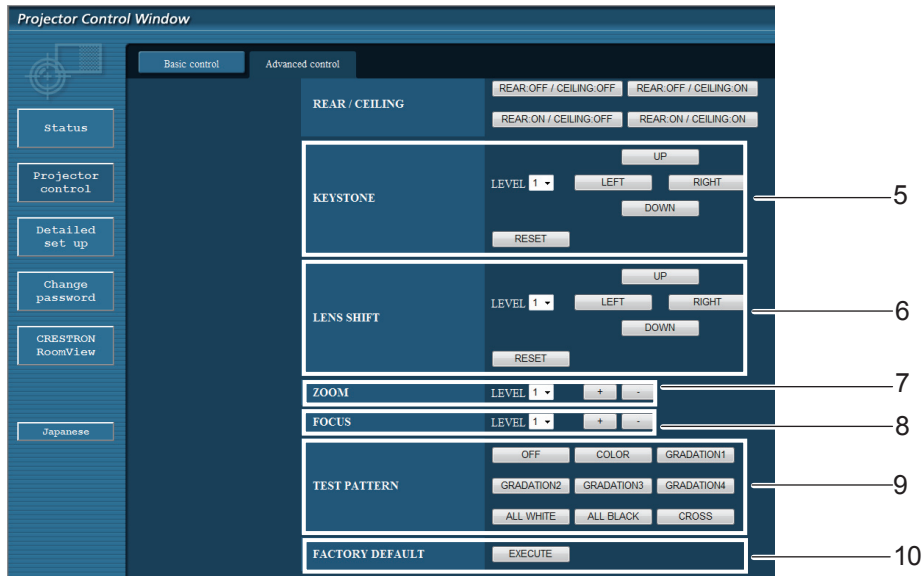 Projector Control Window
Basic control
Advanced control
Status
Projector
control
Detailed
set up
Change
password
CRESTRON
RoomView
Japanese
REAR / CEILING
REAR:OFF / CEILING:OFF
REAR:OFF / CEILING:ON
REAR:ON / CEILING:OFF
REAR:ON / CEILING:ON
KEYSTONE
LEVEL 1
UP
LEFT
RIGHT
DOWN
RESET
5
LENS SHIFT
LEVEL 1
UP
LEFT
RIGHT
DOWN
RESET
6
ZOOM
LEVEL 1
+
-
7
FOCUS
LEVEL 1
+
-
8
TEST PATTERN
OFF
COLOR
GRADATION1
GRADATION2
GRADATION3
GRADATION4
ALL WHITE
ALL BLACK
CROSS
9
FACTORY DEFAULT
EXECUTE
10